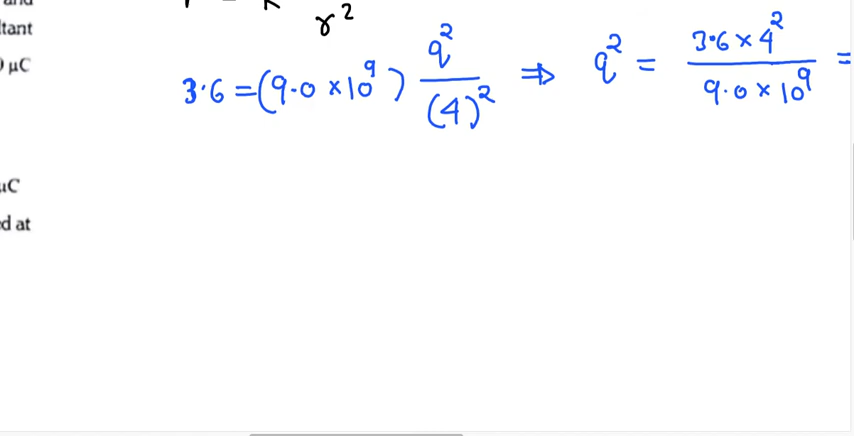 tant
r²
μC
3.6 = (9.0 × 10⁹) q²/(4)² ⇒ q² = 3.6 × 4²/9.0 × 10⁹ =
μC
d at